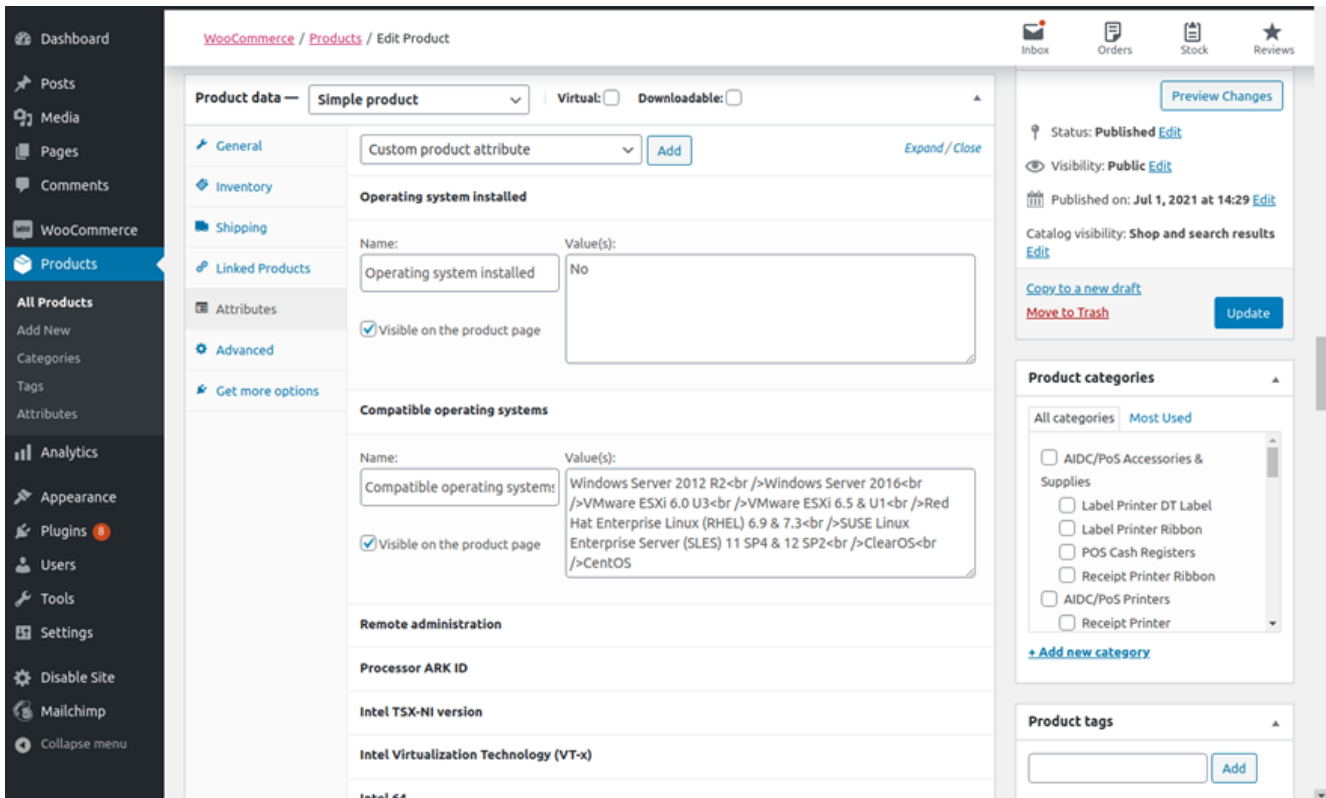 Dashboard
Posts
Media
Pages
Comments
WooCommerce
Products
All Products
Add New
Categories
Tags
Attributes
Analytics
Appearance
Plugins 8
Users
Tools
Settings
Disable Site
Mailchimp
Collapse menu
WooCommerce / Products / Edit Product
Inbox
Orders
Stock
Reviews
Product data — Simple product
Virtual:
Downloadable:
General
Inventory
Shipping
Linked Products
Attributes
Advanced
Get more options
Custom product attribute
Add
Expand / Close
Operating system installed
Name:
Value(s):
Operating system installed
No
Visible on the product page
Compatible operating systems
Name:
Value(s):
Compatible operating systems
Windows Server 2012 R2<br />Windows Server 2016<br
/>VMware ESXi 6.0 U3<br />VMware ESXi 6.5 & U1<br />Red
Hat Enterprise Linux (RHEL) 6.9 & 7.3<br />SUSE Linux
Enterprise Server (SLES) 11 SP4 & 12 SP2<br />ClearOS<br
/>CentOS
Visible on the product page
Remote administration
Processor ARK ID
Intel TSX-NI version
Intel Virtualization Technology (VT-x)
Intel 64
Preview Changes
Status: Published Edit
Visibility: Public Edit
Published on: Jul 1, 2021 at 14:29 Edit
Catalog visibility: Shop and search results
Edit
Copy to a new draft
Move to Trash
Update
Product categories
All categories
Most Used
AIDC/PoS Accessories &
Supplies
Label Printer DT Label
Label Printer Ribbon
POS Cash Registers
Receipt Printer Ribbon
AIDC/PoS Printers
Receipt Printer
+ Add new category
Product tags
Add